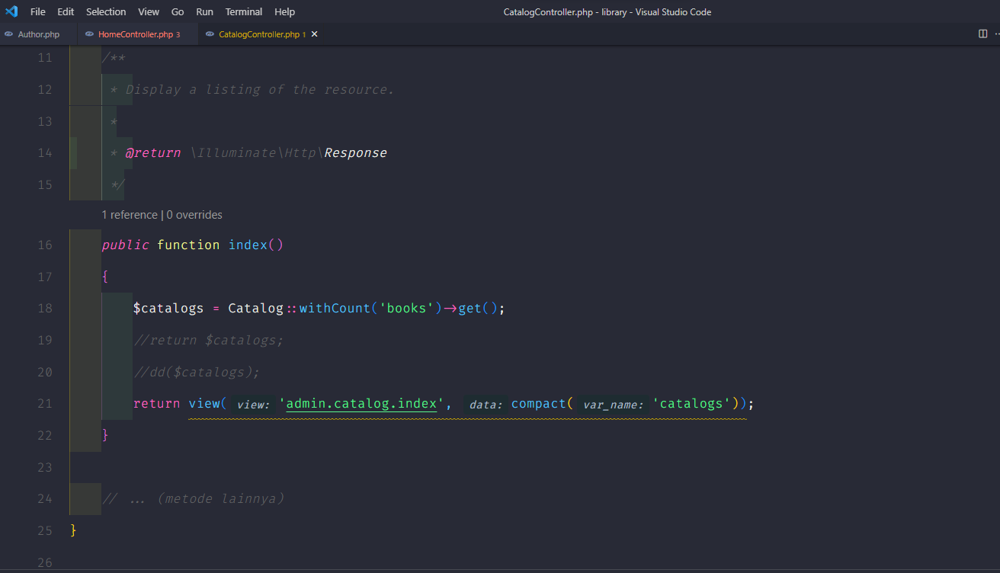 File Edit Selection View Go Run Terminal Help CatalogController.php - library - Visual Studio Code
Author.php HomeController.php 3 CatalogController.php 1
11 /**
12 * Display a listing of the resource.
13 *
14 * @return \Illuminate\Http\Response
15 */
1 reference | 0 overrides
16 public function index()
17 {
18 $catalogs = Catalog::withCount('books')->get();
19 //return $catalogs;
20 //dd($catalogs);
21 return view( view: 'admin.catalog.index', data: compact( var_name: 'catalogs'));
22 }
23
24 // ... (metode lainnya)
25 }
26